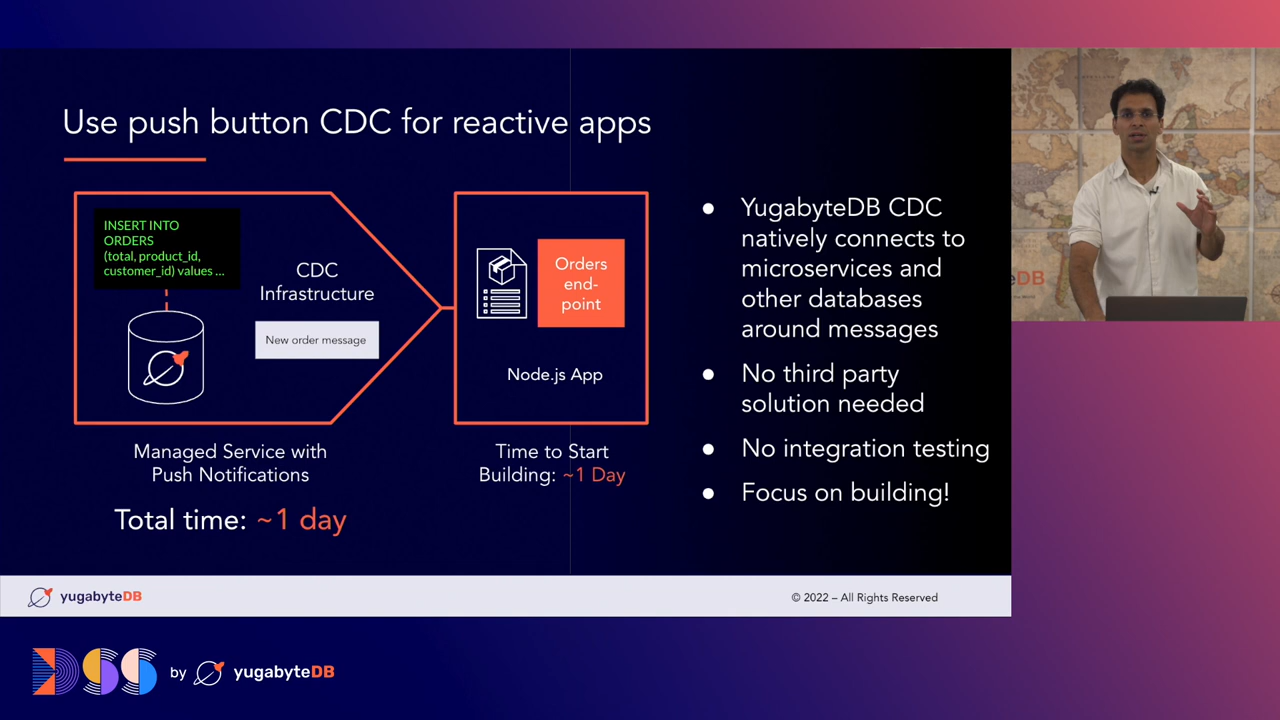 Use push button CDC for reactive apps
INSERT INTO
ORDERS
(total, product_id,
customer_id) values ...
CDC
Infrastructure
New order message
Orders
end-
point
Node.js App
Managed Service with
Push Notifications
Time to Start
Building: ~1 Day
Total time: ~1 day
● YugabyteDB CDC
natively connects to
microservices and
other databases
around messages
● No third party
solution needed
● No integration testing
● Focus on building!
DB
yugabyteDB
© 2022 – All Rights Reserved
DSS by yugabyteDB